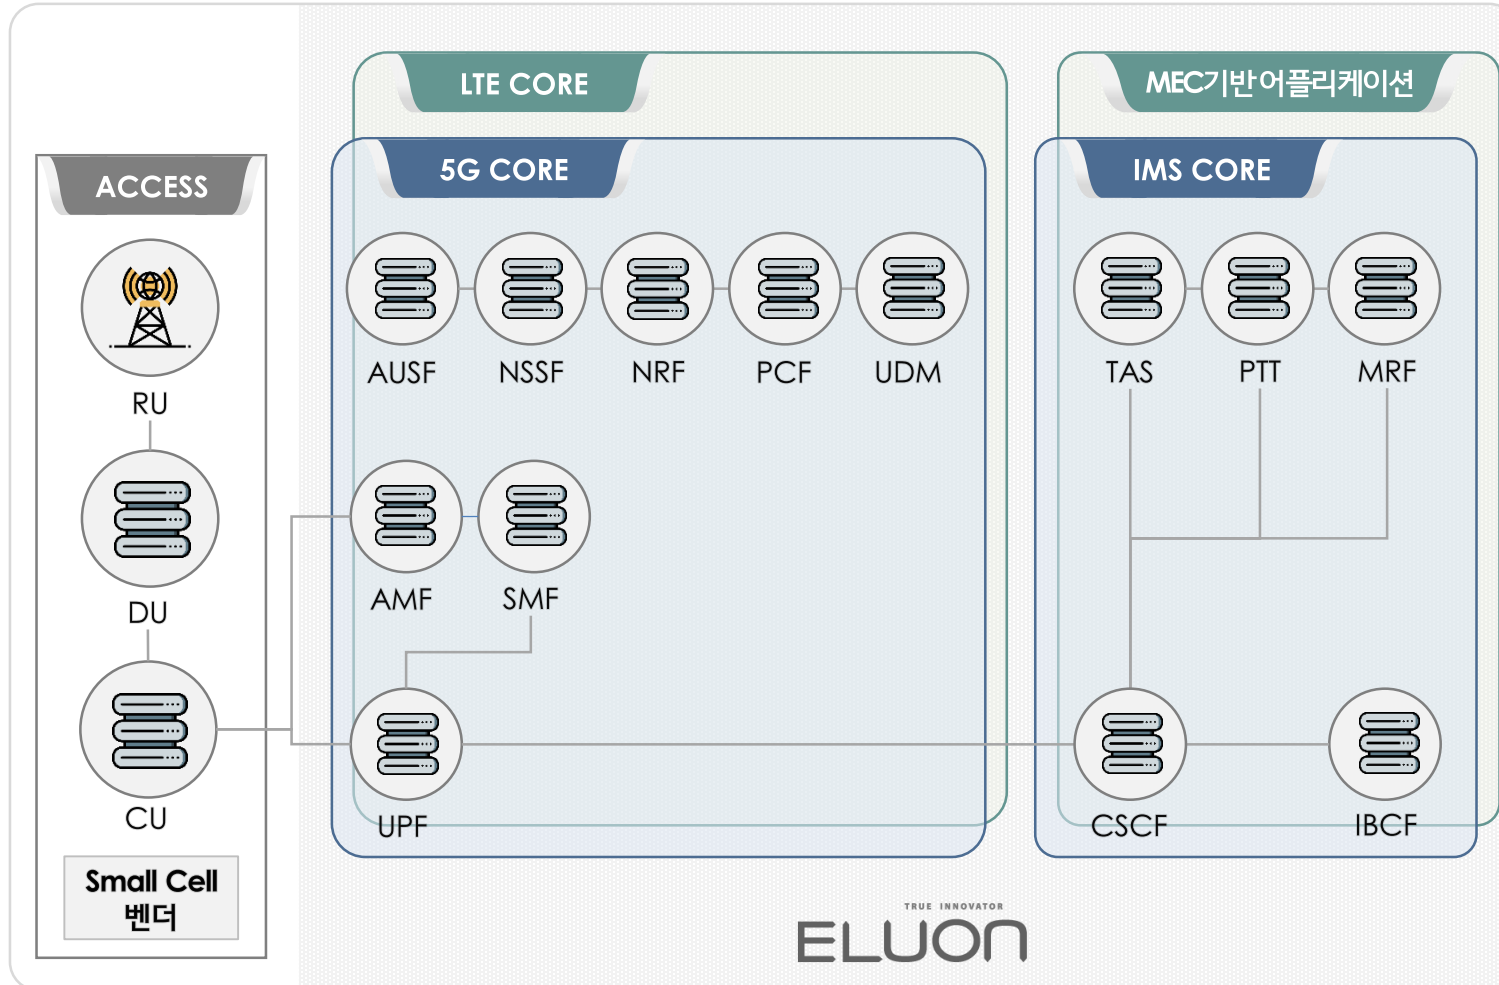 LTE CORE
MEC기반 어플리케이션
5G CORE
IMS CORE
ACCESS
RU
DU
CU
Small Cell
벤더
AUSF
NSSF
NRF
PCF
UDM
AMF
SMF
UPF
TAS
PTT
MRF
CSCF
IBCF
TRUE INNOVATOR
ELUON